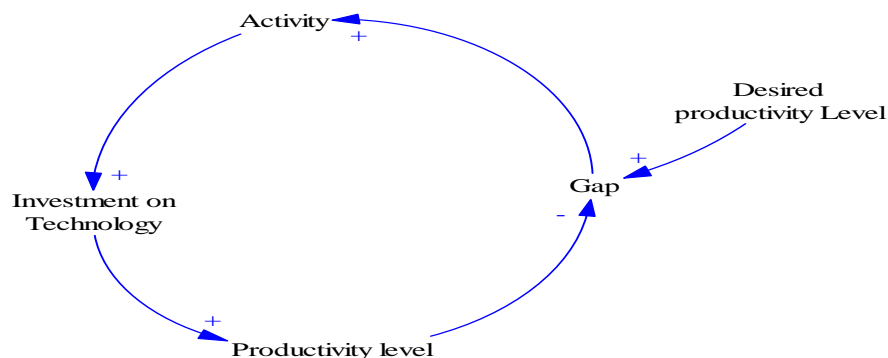 Activity
+
Desired
productivity Level
+
+
Gap
Investment on
Technology
-
+
Productivity level